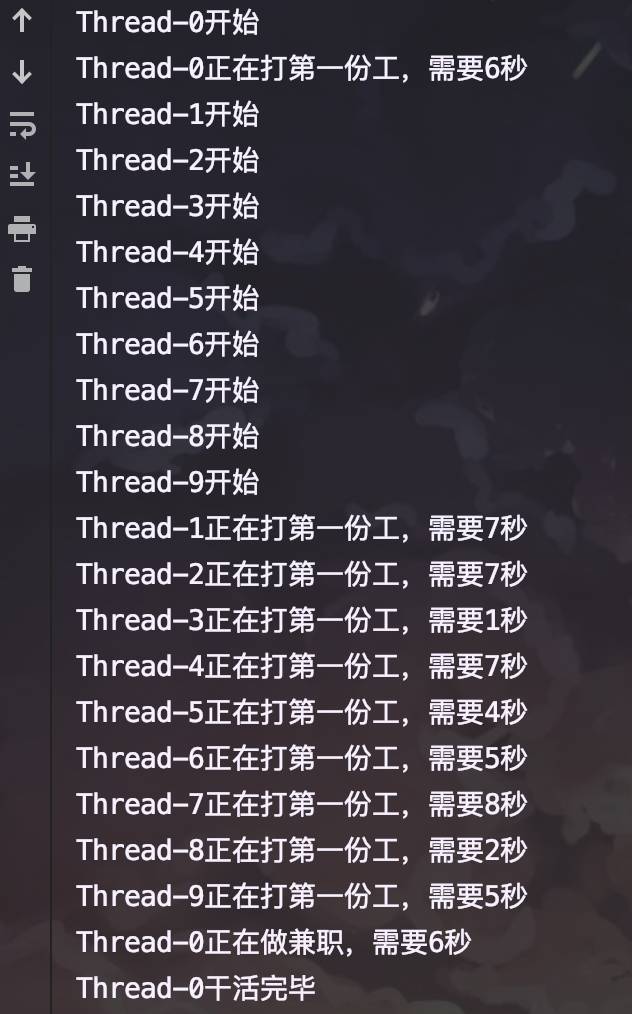 Thread-0开始
Thread-0正在打第一份工，需要6秒
Thread-1开始
Thread-2开始
Thread-3开始
Thread-4开始
Thread-5开始
Thread-6开始
Thread-7开始
Thread-8开始
Thread-9开始
Thread-1正在打第一份工，需要7秒
Thread-2正在打第一份工，需要7秒
Thread-3正在打第一份工，需要1秒
Thread-4正在打第一份工，需要7秒
Thread-5正在打第一份工，需要4秒
Thread-6正在打第一份工，需要5秒
Thread-7正在打第一份工，需要8秒
Thread-8正在打第一份工，需要2秒
Thread-9正在打第一份工，需要5秒
Thread-0正在做兼职，需要6秒
Thread-0干活完毕